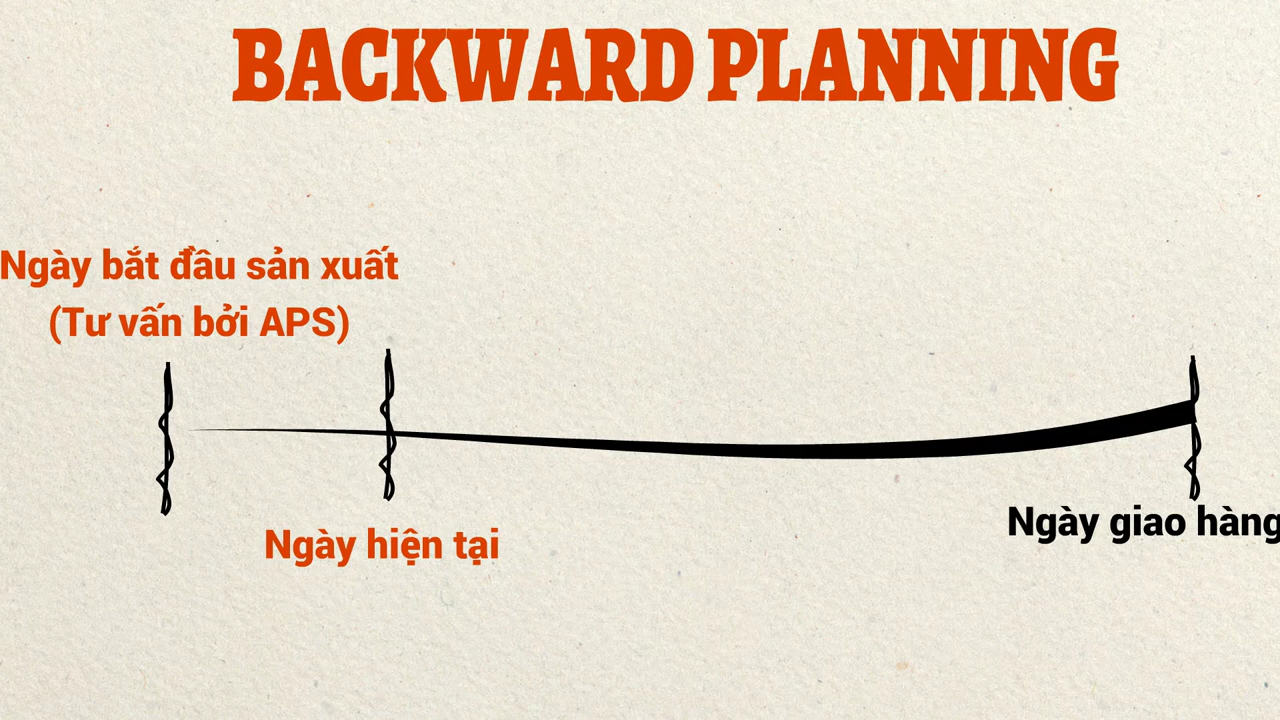 BACKWARD PLANNING
Ngày bắt đầu sản xuất
(Tư vấn bởi APS)
Ngày hiện tại
Ngày giao hàng